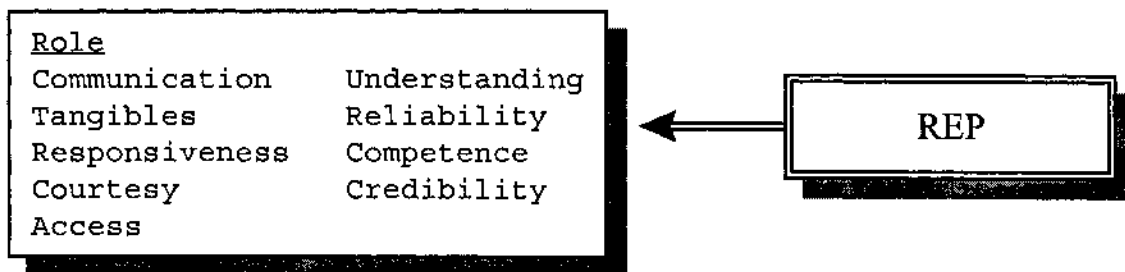 Role
Communication Understanding
Tangibles Reliability
Responsiveness Competence
Courtesy Credibility
Access
REP